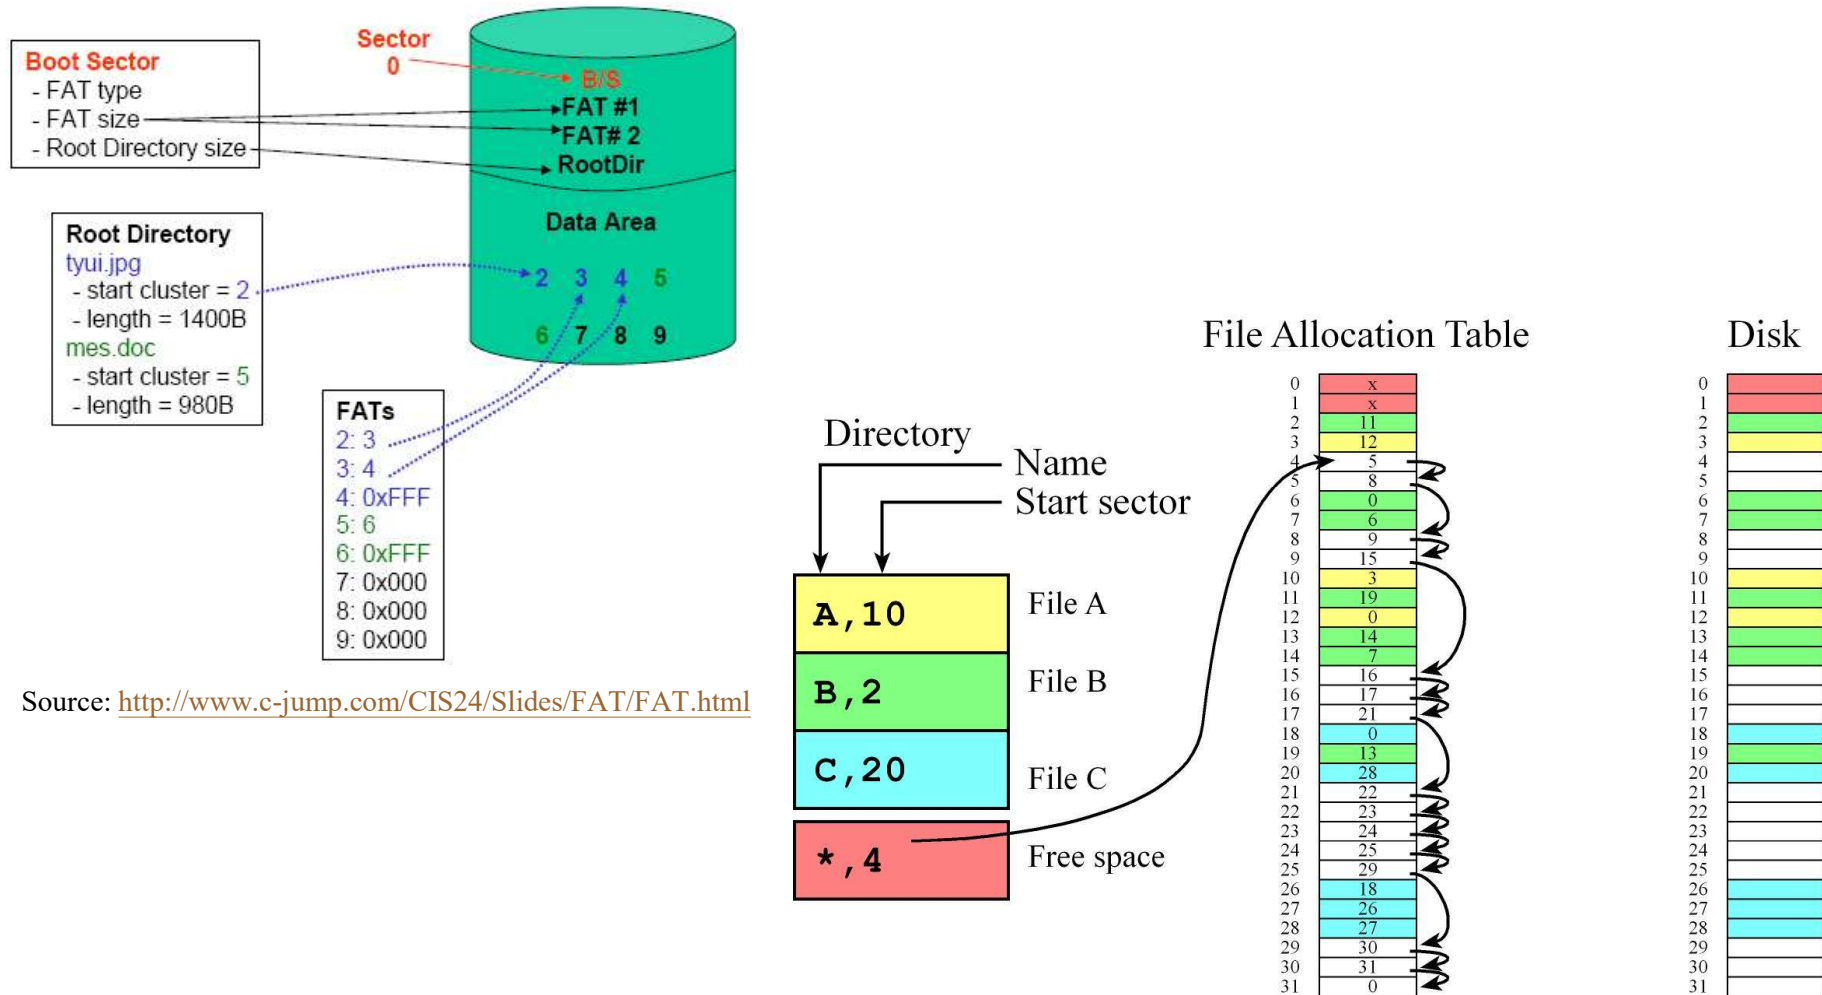 Boot Sector
- FAT type
- FAT size
- Root Directory size
Sector
0
B/S
FAT #1
FAT# 2
RootDir
Data Area
2 3 4 5
6 7 8 9
Root Directory
tyui.jpg
- start cluster = 2
- length = 1400B
mes.doc
- start cluster = 5
- length = 980B
FATs
2: 3
3: 4
4: 0xFFF
5: 6
6: 0xFFF
7: 0x000
8: 0x000
9: 0x000
Source: http://www.c-jump.com/CIS24/Slides/FAT/FAT.html
Directory
Name
Start sector
A,10
File A
B,2
File B
C,20
File C
*,4
Free space
File Allocation Table
0 x
1 x
2 11
3 12
4 5
5 8
6 0
7 6
8 9
9 15
10 3
11 19
12 0
13 14
14 7
15 16
16 17
17 21
18 0
19 13
20 28
21 22
22 23
23 24
24 25
25 29
26 18
27 26
28 27
29 30
30 31
31 0
Disk
0
1
2
3
4
5
6
7
8
9
10
11
12
13
14
15
16
17
18
19
20
21
22
23
24
25
26
27
28
29
30
31